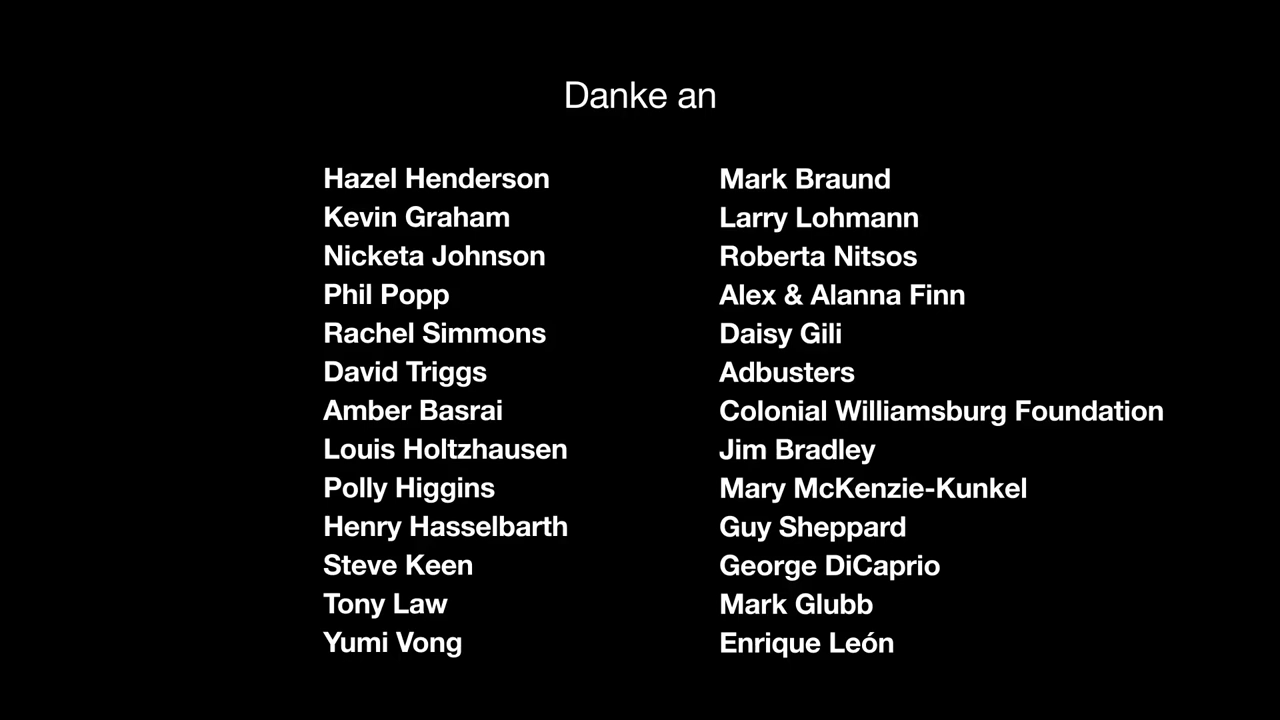 Danke an
Hazel Henderson
Kevin Graham
Nicketa Johnson
Phil Popp
Rachel Simmons
David Triggs
Amber Basrai
Louis Holtzhausen
Polly Higgins
Henry Hasselbarth
Steve Keen
Tony Law
Yumi Vong
Mark Braund
Larry Lohmann
Roberta Nitsos
Alex & Alanna Finn
Daisy Gili
Adbusters
Colonial Williamsburg Foundation
Jim Bradley
Mary McKenzie-Kunkel
Guy Sheppard
George DiCaprio
Mark Glubb
Enrique León